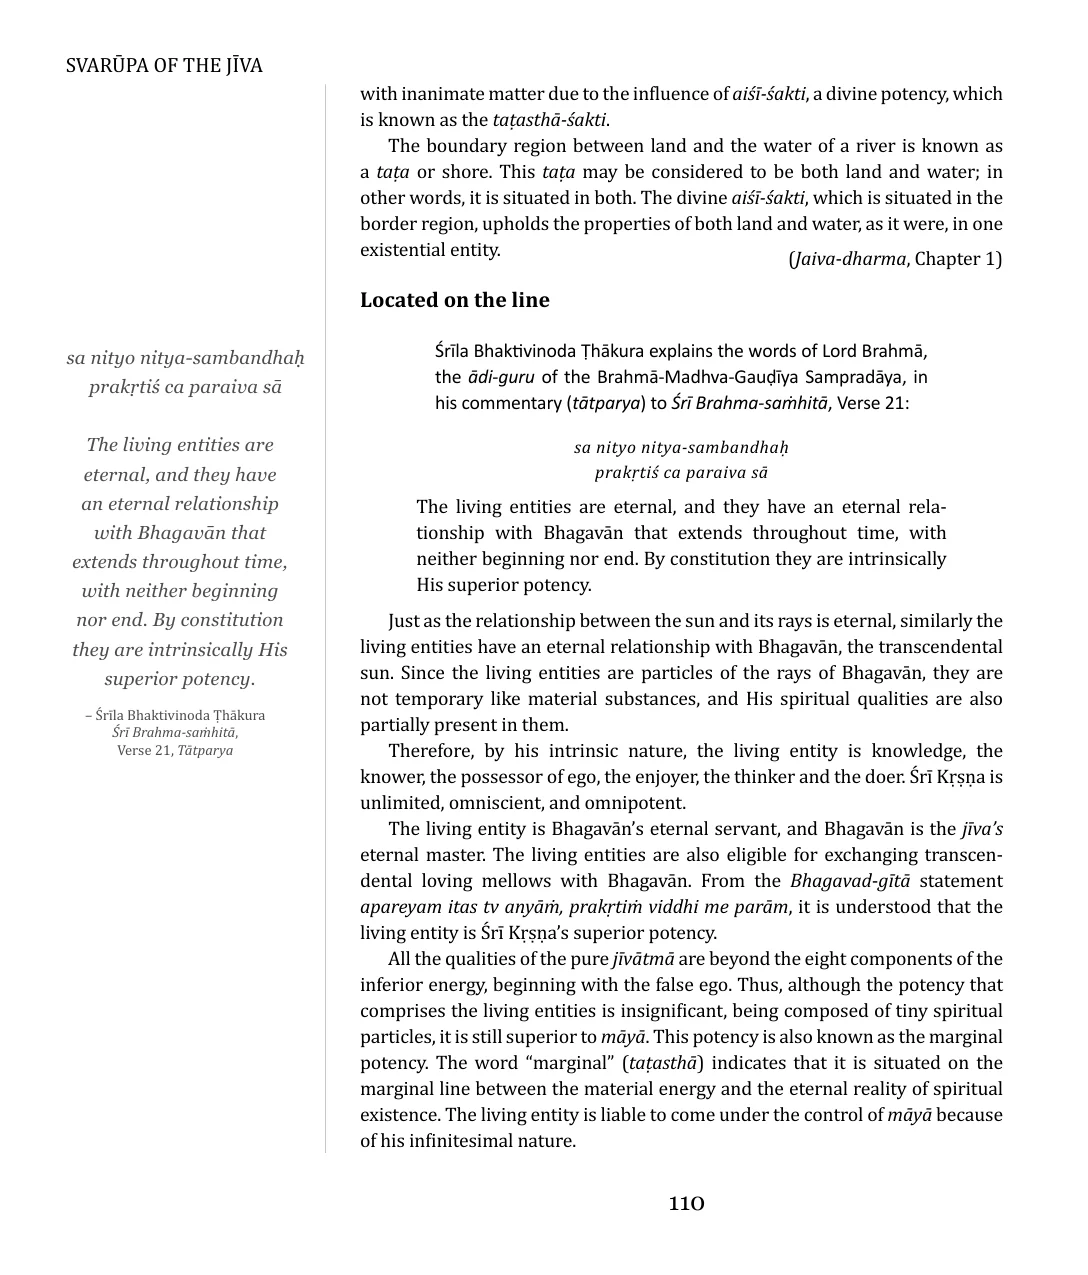 SVARŪPA OF THE JĪVA
with inanimate matter due to the influence of aiśī-śakti, a divine potency, which
is known as the taṭasthā-śakti.
The boundary region between land and the water of a river is known as
a taṭa or shore. This taṭa may be considered to be both land and water; in
other words, it is situated in both. The divine aiśī-śakti, which is situated in the
border region, upholds the properties of both land and water, as it were, in one
existential entity.
(Jaiva-dharma, Chapter 1)
Located on the line
Śrīla Bhaktivinoda Ṭhākura explains the words of Lord Brahmā,
the ādi-guru of the Brahmā-Madhva-Gauḍīya Sampradāya, in
his commentary (tātparya) to Śrī Brahma-saṁhitā, Verse 21:
sa nityo nitya-sambandhaḥ
prakṛtiś ca paraiva sā
The living entities are eternal, and they have an eternal rela-
tionship with Bhagavān that extends throughout time, with
neither beginning nor end. By constitution they are intrinsically
His superior potency.
Just as the relationship between the sun and its rays is eternal, similarly the
living entities have an eternal relationship with Bhagavān, the transcendental
sun. Since the living entities are particles of the rays of Bhagavān, they are
not temporary like material substances, and His spiritual qualities are also
partially present in them.
Therefore, by his intrinsic nature, the living entity is knowledge, the
knower, the possessor of ego, the enjoyer, the thinker and the doer. Śrī Kṛṣṇa is
unlimited, omniscient, and omnipotent.
The living entity is Bhagavān’s eternal servant, and Bhagavān is the jīva’s
eternal master. The living entities are also eligible for exchanging transcen-
dental loving mellows with Bhagavān. From the Bhagavad-gītā statement
apareyam itas tv anyāṁ, prakṛtiṁ viddhi me parām, it is understood that the
living entity is Śrī Kṛṣṇa’s superior potency.
All the qualities of the pure jīvātmā are beyond the eight components of the
inferior energy, beginning with the false ego. Thus, although the potency that
comprises the living entities is insignificant, being composed of tiny spiritual
particles, it is still superior to māyā. This potency is also known as the marginal
potency. The word “marginal” (taṭasthā) indicates that it is situated on the
marginal line between the material energy and the eternal reality of spiritual
existence. The living entity is liable to come under the control of māyā because
of his infinitesimal nature.
sa nityo nitya-sambandhaḥ
prakṛtiś ca paraiva sā
The living entities are
eternal, and they have
an eternal relationship
with Bhagavān that
extends throughout time,
with neither beginning
nor end. By constitution
they are intrinsically His
superior potency.
– Śrīla Bhaktivinoda Ṭhākura
Śrī Brahma-saṁhitā,
Verse 21, Tātparya
110